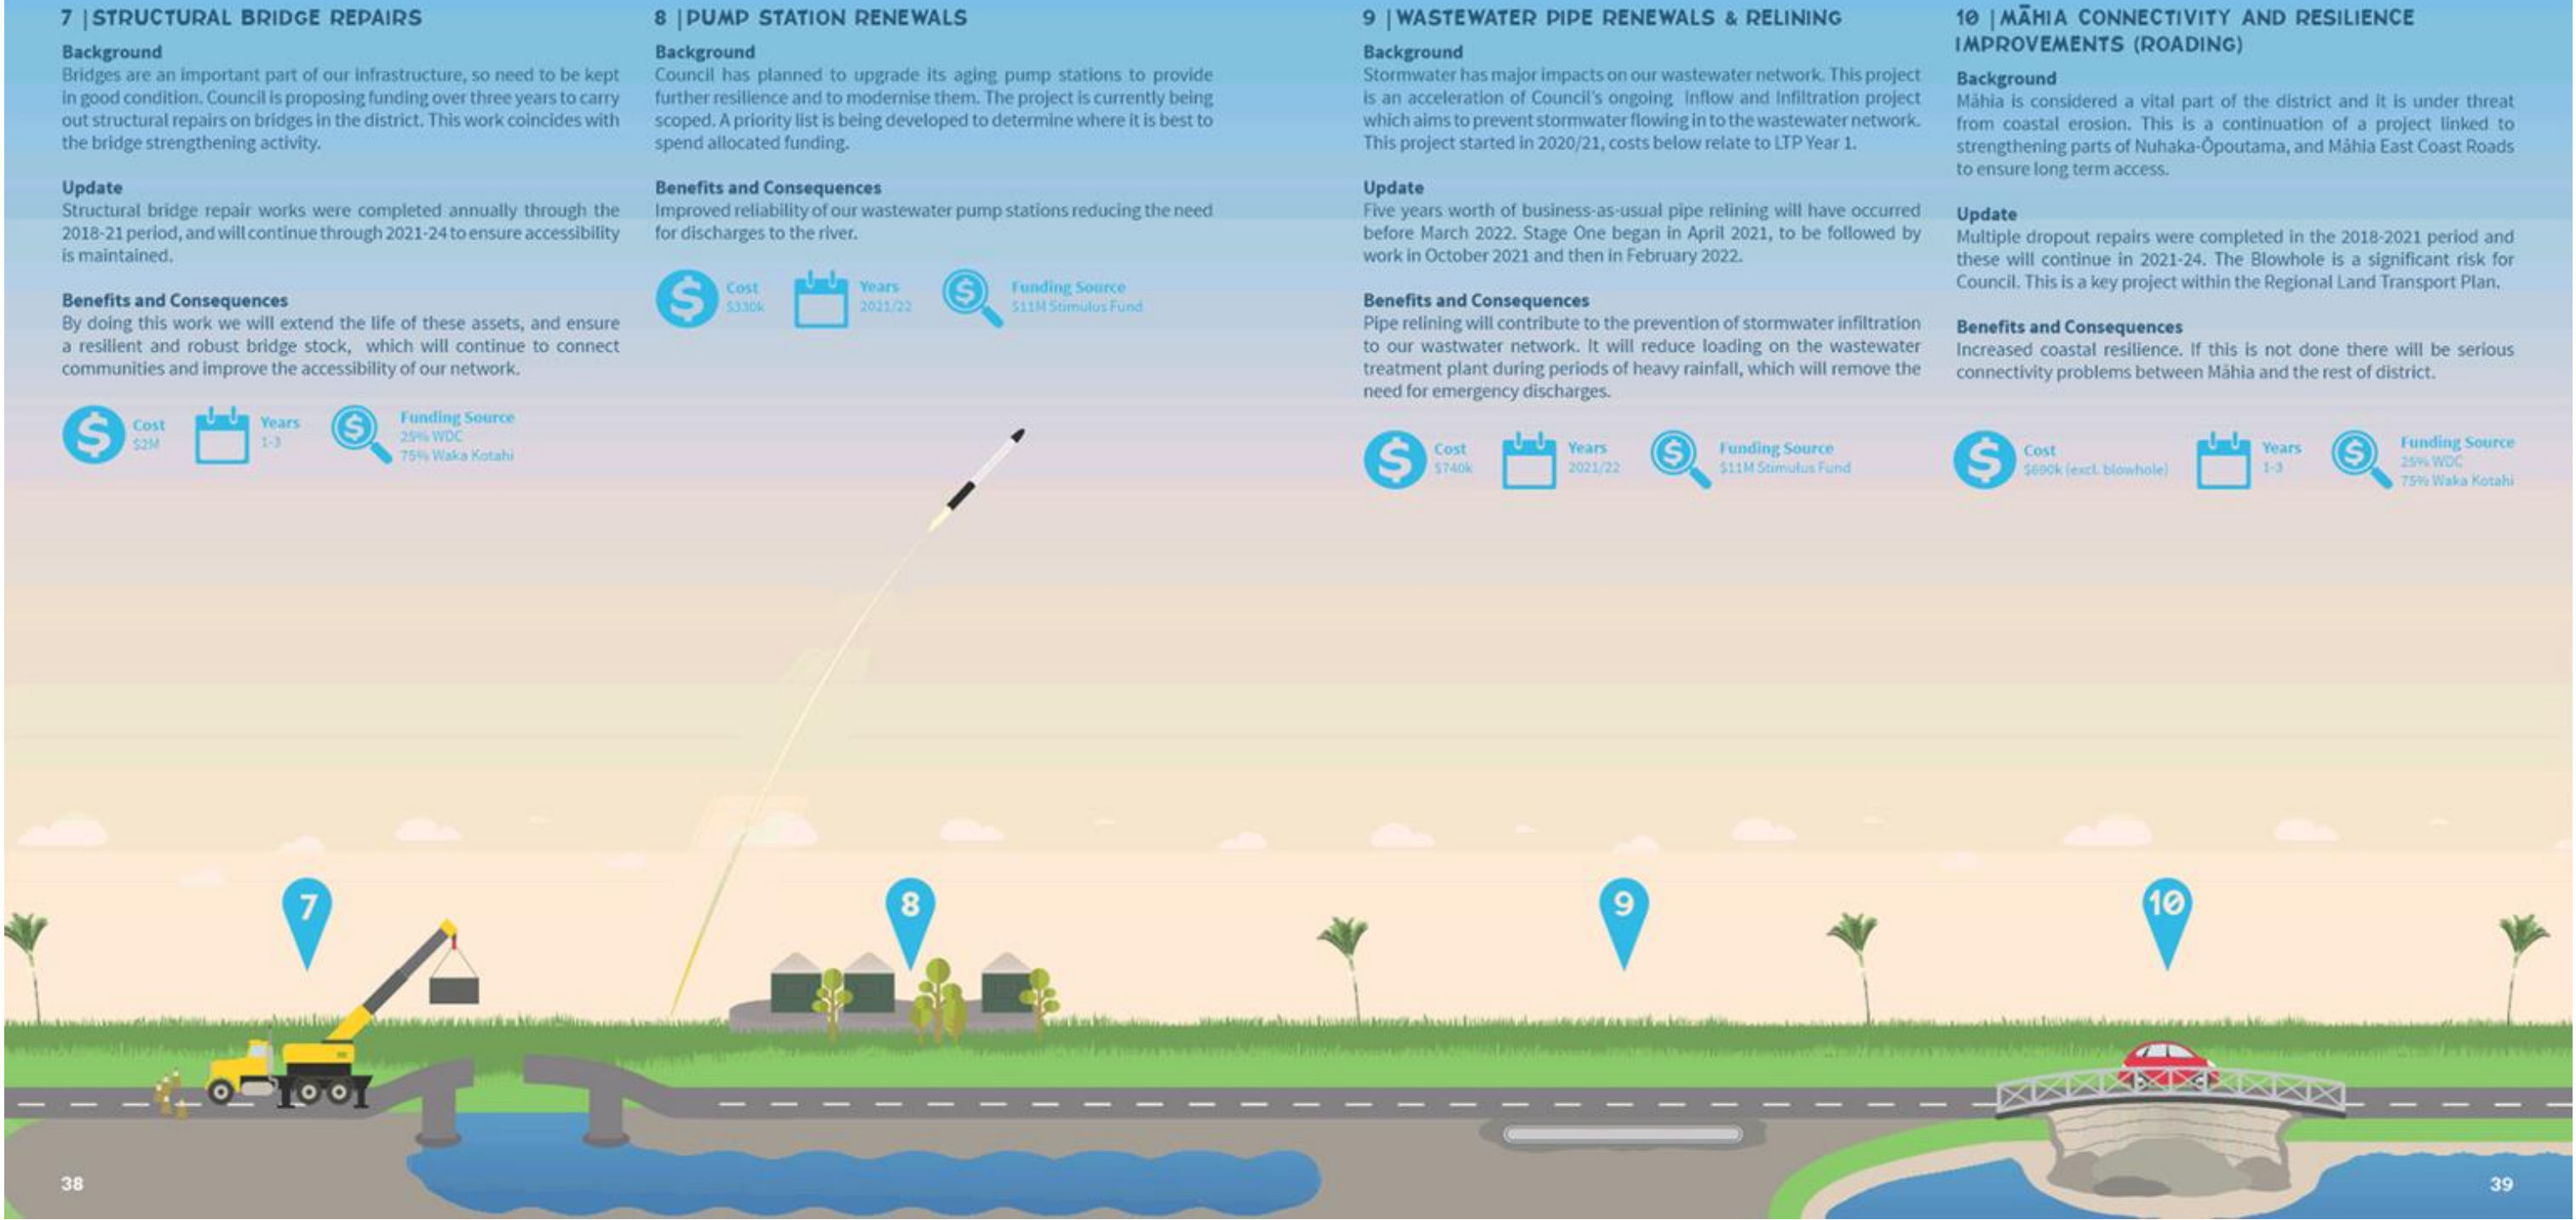 7 | STRUCTURAL BRIDGE REPAIRS
Background
Bridges are an important part of our infrastructure, so need to be kept
in good condition. Council is proposing funding over three years to carry
out structural repairs on bridges in the district. This work coincides with
the bridge strengthening activity.
Update
Structural bridge repair works were completed annually through the
2018-21 period, and will continue through 2021-24 to ensure accessibility
is maintained.
Benefits and Consequences
By doing this work we will extend the life of these assets, and ensure
a resilient and robust bridge stock, which will continue to connect
communities and improve the accessibility of our network.
Cost
$2M
Years
1-3
Funding Source
25% WDC
75% Waka Kotahi
8 | PUMP STATION RENEWALS
Background
Council has planned to upgrade its aging pump stations to provide
further resilience and to modernise them. The project is currently being
scoped. A priority list is being developed to determine where it is best to
spend allocated funding.
Benefits and Consequences
Improved reliability of our wastewater pump stations reducing the need
for discharges to the river.
Cost
$330k
Years
2021/22
Funding Source
$11M Stimulus Fund
9 | WASTEWATER PIPE RENEWALS & RELINING
Background
Stormwater has major impacts on our wastewater network. This project
is an acceleration of Council's ongoing Inflow and Infiltration project
which aims to prevent stormwater flowing in to the wastewater network.
This project started in 2020/21, costs below relate to LTP Year 1.
Update
Five years worth of business-as-usual pipe relining will have occurred
before March 2022. Stage One began in April 2021, to be followed by
work in October 2021 and then in February 2022.
Benefits and Consequences
Pipe relining will contribute to the prevention of stormwater infiltration
to our wastwater network. It will reduce loading on the wastewater
treatment plant during periods of heavy rainfall, which will remove the
need for emergency discharges.
Cost
$740k
Years
2021/22
Funding Source
$11M Stimulus Fund
10 | MĀHIA CONNECTIVITY AND RESILIENCE
IMPROVEMENTS (ROADING)
Background
Māhia is considered a vital part of the district and it is under threat
from coastal erosion. This is a continuation of a project linked to
strengthening parts of Nuhaka-Ōpoutama, and Māhia East Coast Roads
to ensure long term access.
Update
Multiple dropout repairs were completed in the 2018-2021 period and
these will continue in 2021-24. The Blowhole is a significant risk for
Council. This is a key project within the Regional Land Transport Plan.
Benefits and Consequences
Increased coastal resilience. If this is not done there will be serious
connectivity problems between Māhia and the rest of district.
Cost
$690k (excl. blowhole)
Years
1-3
Funding Source
25% WDC
75% Waka Kotahi
7
8
9
10
38
39